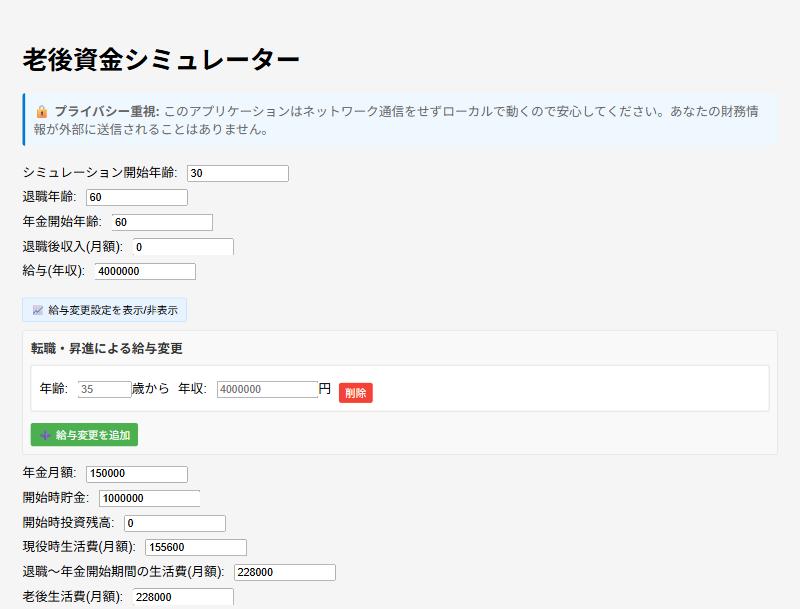 老後資金シミュレーター
🔒 プライバシー重視: このアプリケーションはネットワーク通信をせずローカルで動くので安心してください。あなたの財務情
報が外部に送信されることはありません。
シミュレーション開始年齢: 30
退職年齢: 60
年金開始年齢: 60
退職後収入(月額): 0
給与(年収): 4000000
📈 給与変更設定を表示/非表示
転職・昇進による給与変更
年齢: 35歳から 年収: 4000000円 削除
➕ 給与変更を追加
年金月額: 150000
開始時貯金: 1000000
開始時投資残高: 0
現役時生活費(月額): 155600
退職〜年金開始期間の生活費(月額): 228000
老後生活費(月額): 228000